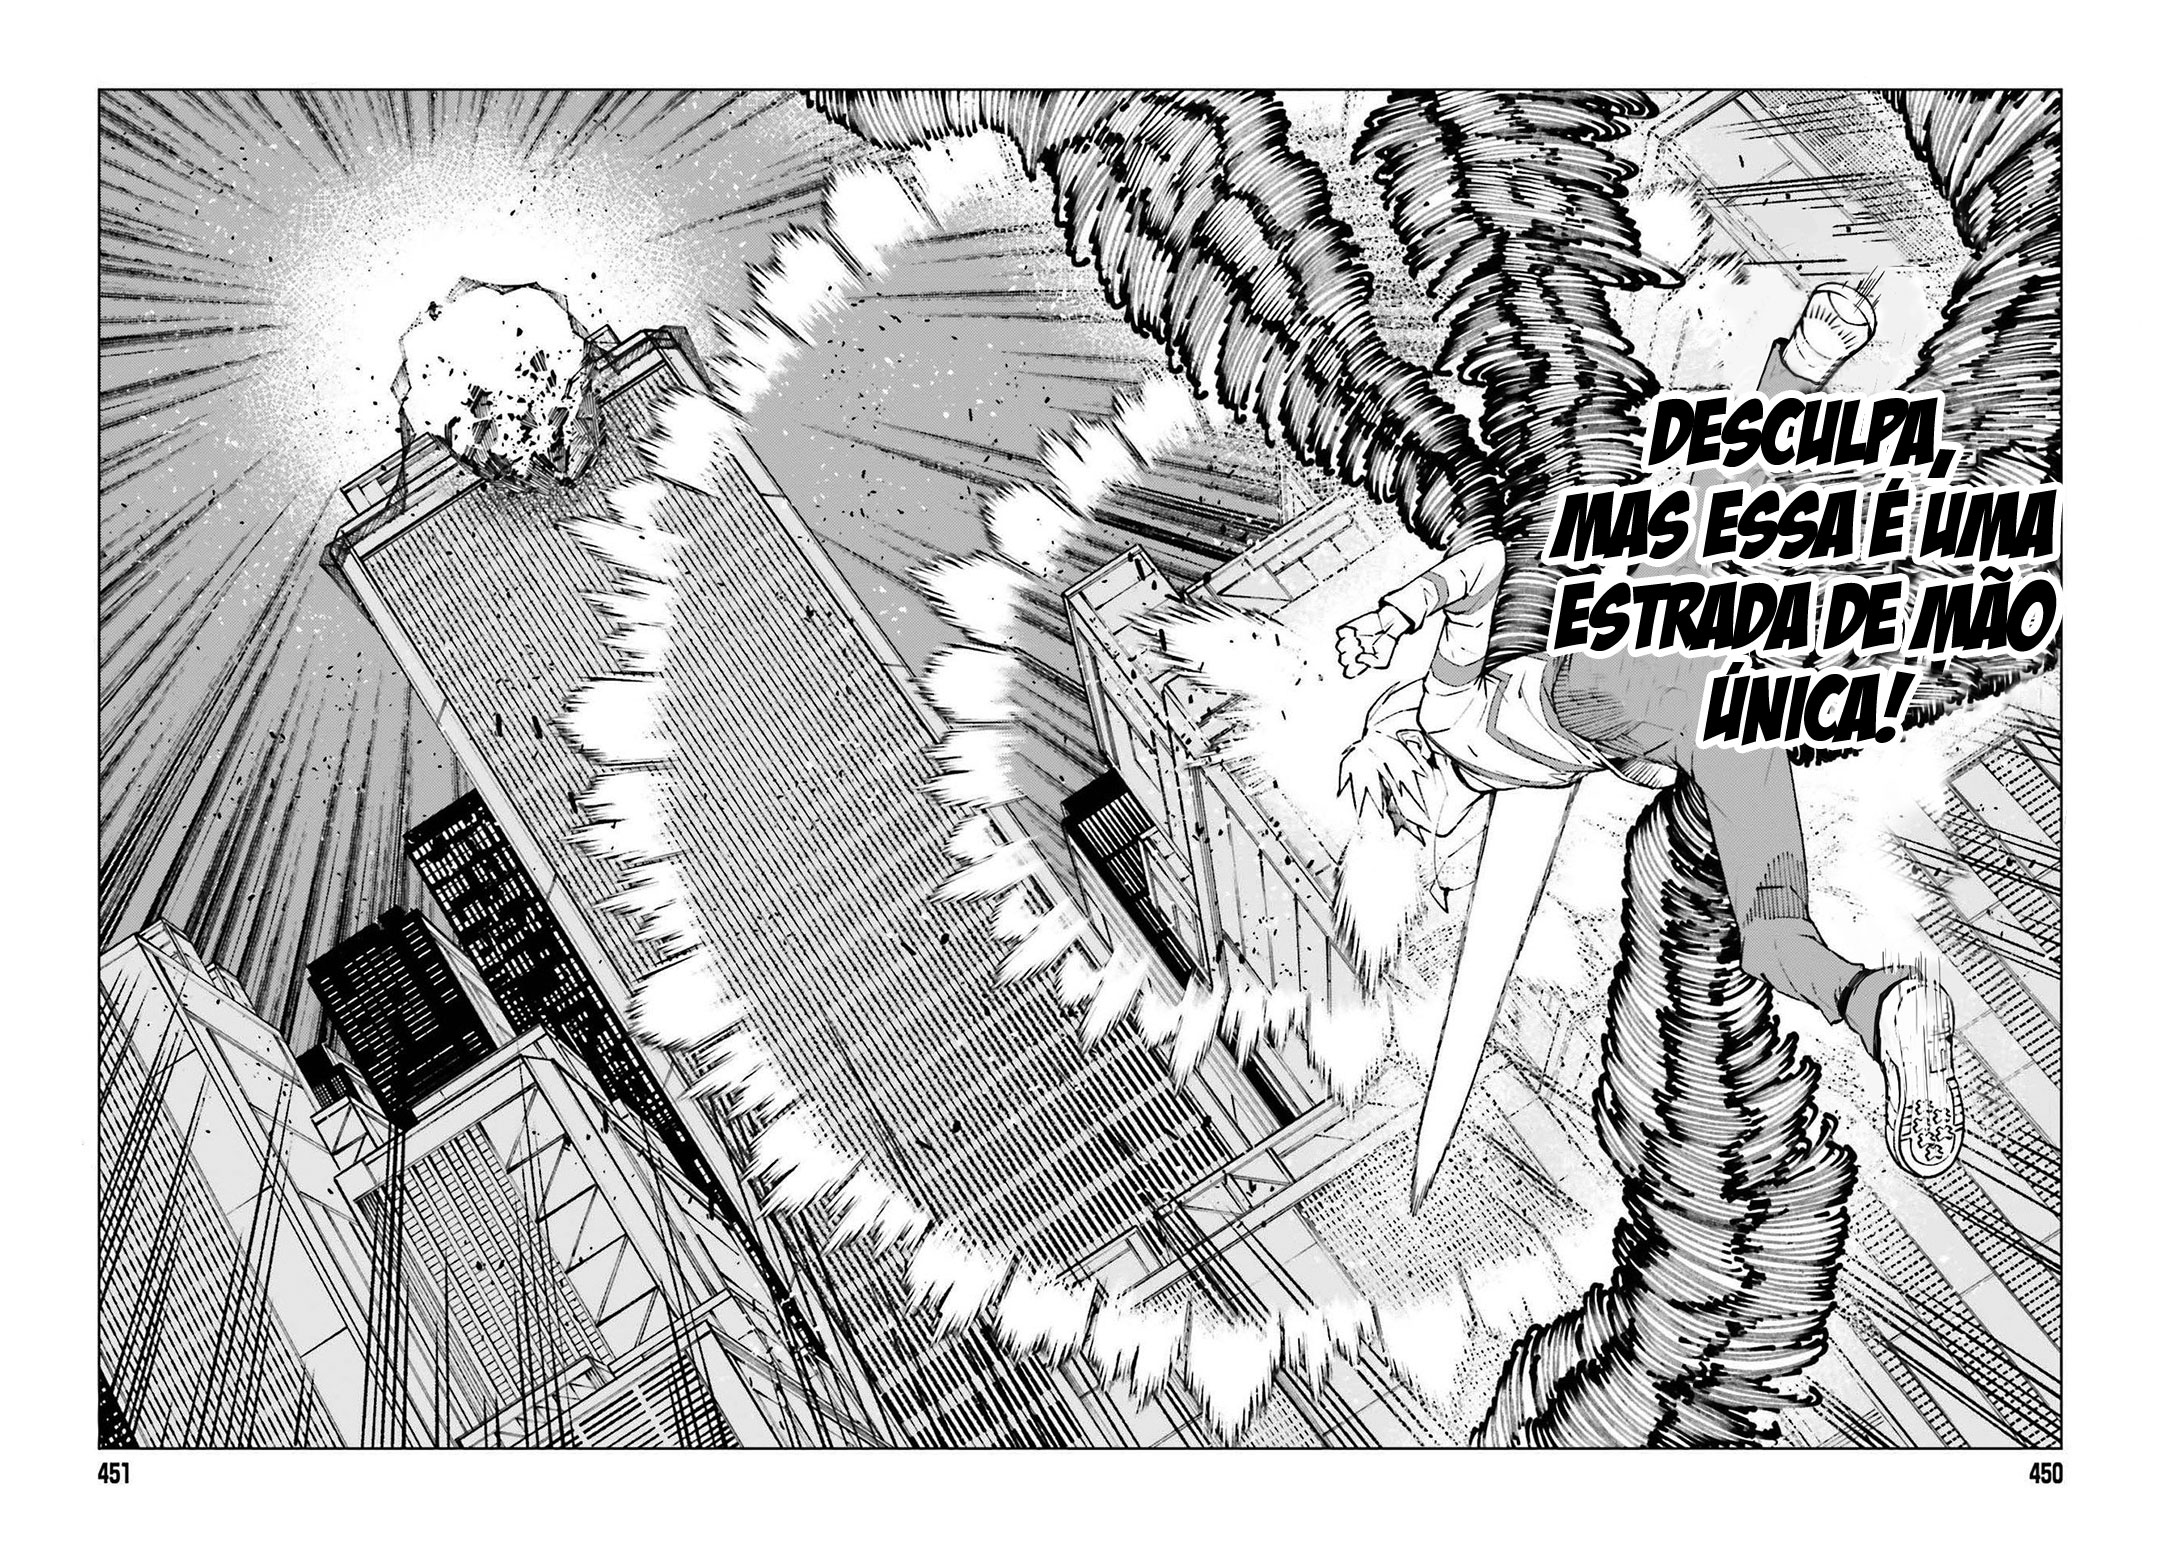 DESCULPA,
MAS ESSA É UMA
ESTRADA DE MÃO
ÚNICA!
451
450